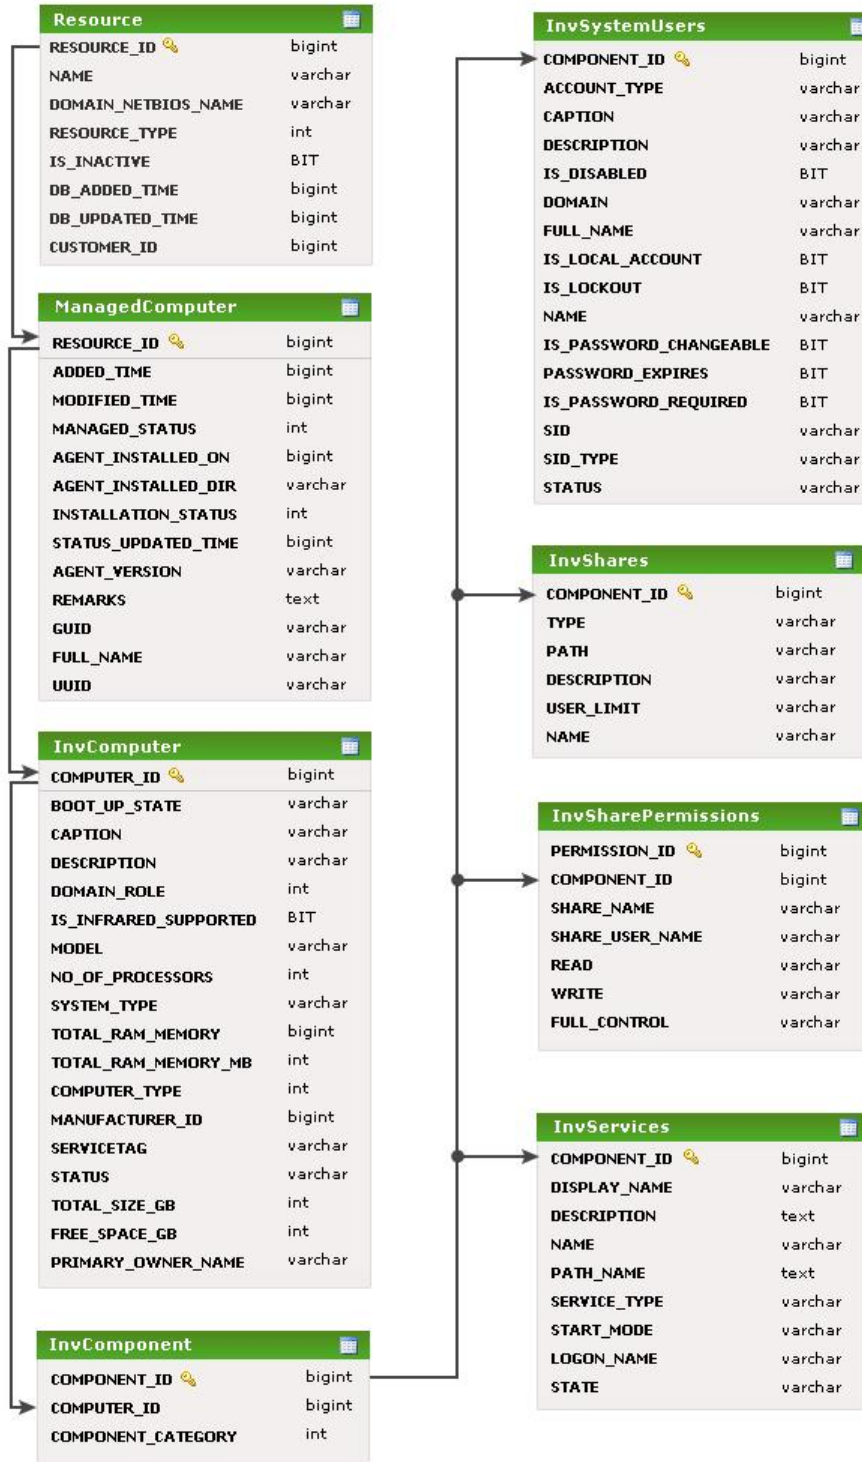 Resource
RESOURCE_ID bigint
NAME varchar
DOMAIN_NETBIOS_NAME varchar
RESOURCE_TYPE int
IS_INACTIVE BIT
DB_ADDED_TIME bigint
DB_UPDATED_TIME bigint
CUSTOMER_ID bigint
ManagedComputer
RESOURCE_ID bigint
ADDED_TIME bigint
MODIFIED_TIME bigint
MANAGED_STATUS int
AGENT_INSTALLED_ON bigint
AGENT_INSTALLED_DIR varchar
INSTALLATION_STATUS int
STATUS_UPDATED_TIME bigint
AGENT_VERSION varchar
REMARKS text
GUID varchar
FULL_NAME varchar
UUID varchar
InvComputer
COMPUTER_ID bigint
BOOT_UP_STATE varchar
CAPTION varchar
DESCRIPTION varchar
DOMAIN_ROLE int
IS_INFRARED_SUPPORTED BIT
MODEL varchar
NO_OF_PROCESSORS int
SYSTEM_TYPE varchar
TOTAL_RAM_MEMORY bigint
TOTAL_RAM_MEMORY_MB int
COMPUTER_TYPE int
MANUFACTURER_ID bigint
SERVICETAG varchar
STATUS varchar
TOTAL_SIZE_GB int
FREE_SPACE_GB int
PRIMARY_OWNER_NAME varchar
InvComponent
COMPONENT_ID bigint
COMPUTER_ID bigint
COMPONENT_CATEGORY int
InvSystemUsers
COMPONENT_ID bigint
ACCOUNT_TYPE varchar
CAPTION varchar
DESCRIPTION varchar
IS_DISABLED BIT
DOMAIN varchar
FULL_NAME varchar
IS_LOCAL_ACCOUNT BIT
IS_LOCKOUT BIT
NAME varchar
IS_PASSWORD_CHANGEABLE BIT
PASSWORD_EXPIRES BIT
IS_PASSWORD_REQUIRED BIT
SID varchar
SID_TYPE varchar
STATUS varchar
InvShares
COMPONENT_ID bigint
TYPE varchar
PATH varchar
DESCRIPTION varchar
USER_LIMIT varchar
NAME varchar
InvSharePermissions
PERMISSION_ID bigint
COMPONENT_ID bigint
SHARE_NAME varchar
SHARE_USER_NAME varchar
READ varchar
WRITE varchar
FULL_CONTROL varchar
InvServices
COMPONENT_ID bigint
DISPLAY_NAME varchar
DESCRIPTION text
NAME varchar
PATH_NAME text
SERVICE_TYPE varchar
START_MODE varchar
LOGON_NAME varchar
STATE varchar